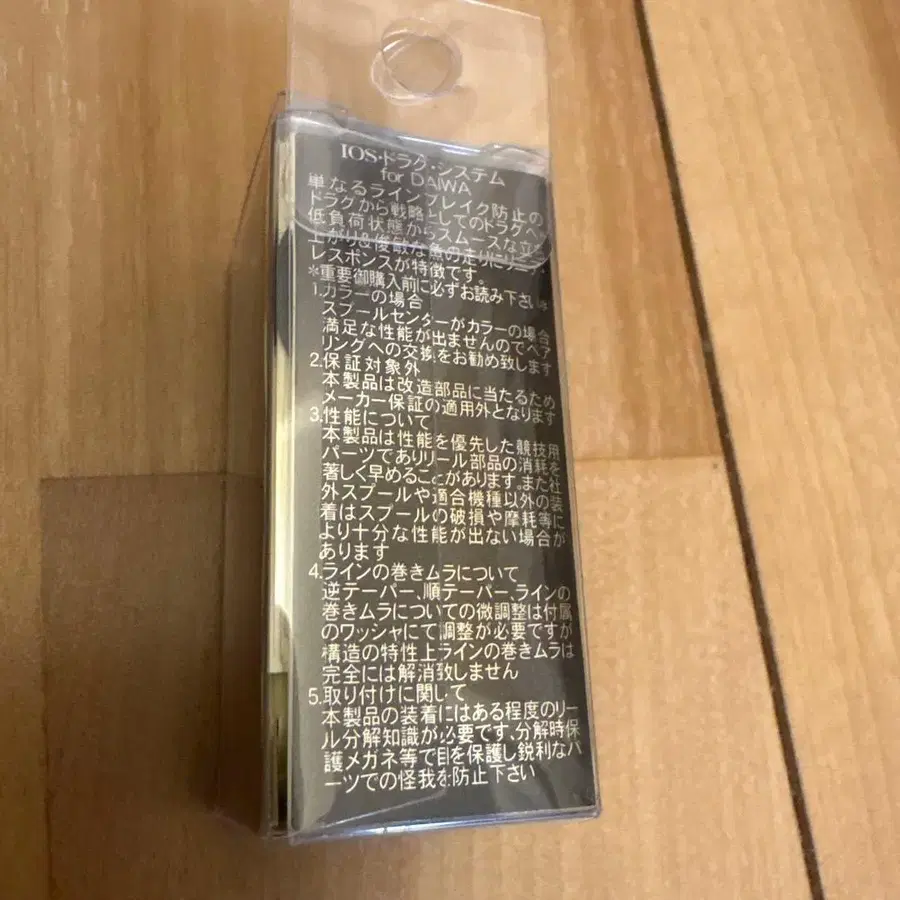 IOS・ドラグ・システム
for DAIWA
単なるラインブレイク防止の
ドラグから戦略としてのドラグへ
低負荷状態からスムーズな立ち
上がり&俊敏な魚の走りにリニア
レスポンスが特徴です。
*重要御購入前に必ずお読み下さい
1.カラーの場合
スプールセンターがカラーの場合
満足な性能が出ませんのでベア
リングへの交換をお勧め致します
2.保証対象外
本製品は改造部品に当たるため
メーカー保証の適用外となります
3.性能について
本製品は性能を優先した競技用
パーツでありリール部品の消耗を
著しく早めることがあります。また社
外スプールや適合機種以外の装
着はスプールの破損や摩耗等に
より十分な性能が出ない場合が
あります
4.ラインの巻きムラについて
逆テーパー、順テーパー、ラインの
巻きムラについての微調整は付属
のワッシャにて調整が必要ですが
構造の特性上ラインの巻きムラは
完全には解消致しません
5.取り付けに関して
本製品の装着にはある程度のリー
ル分解知識が必要です、分解時保
護メガネ等で目を保護し鋭利なパ
ーツでの怪我を防止下さい